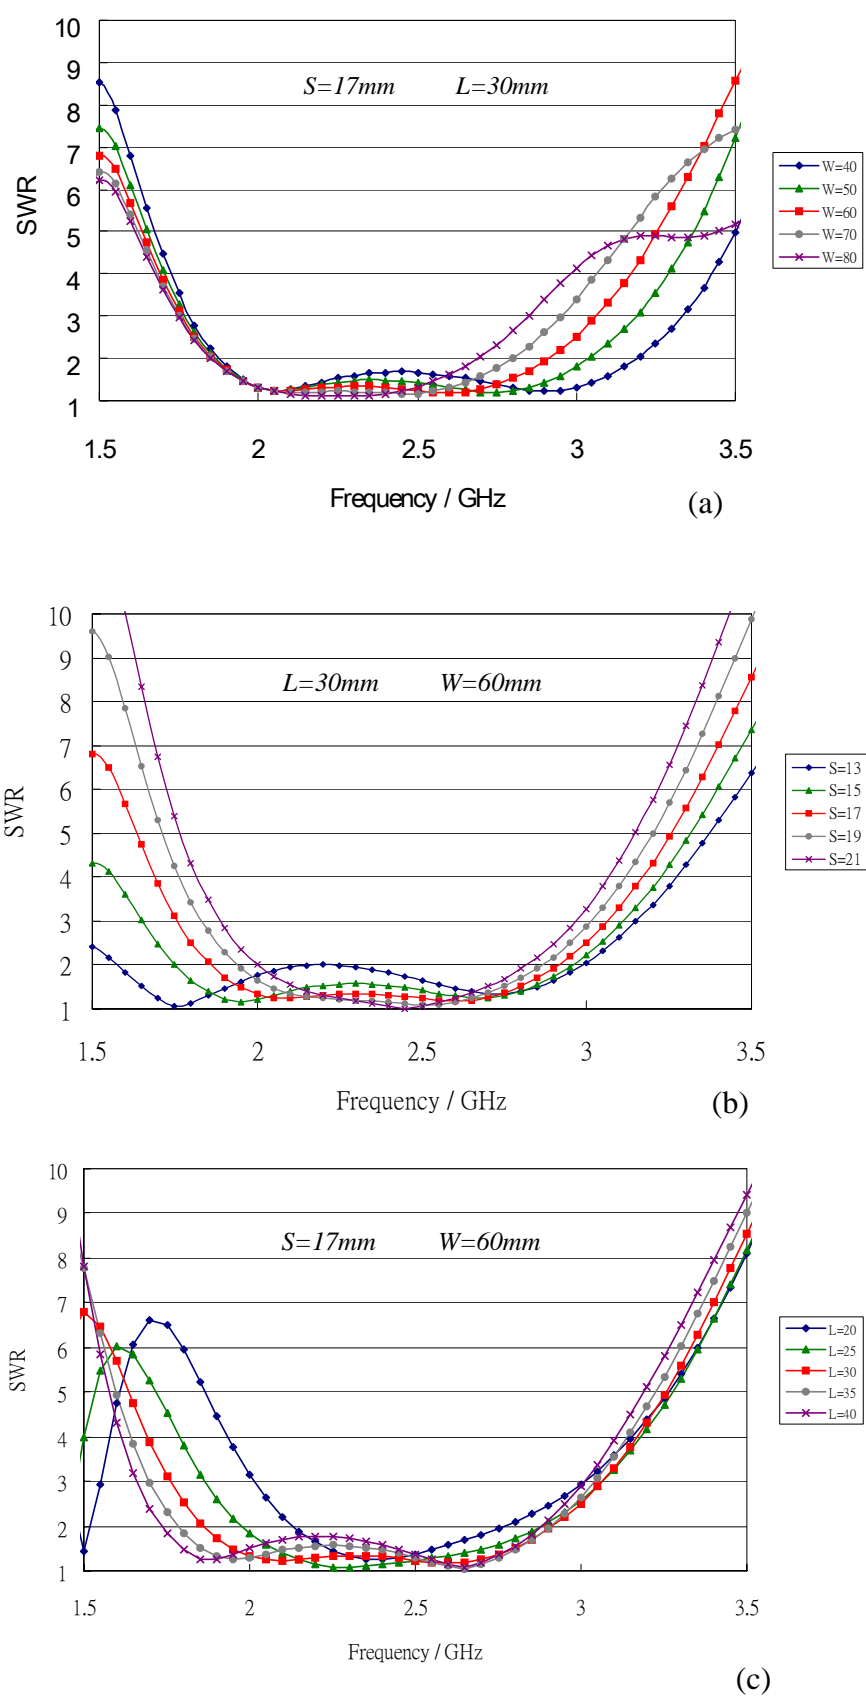 10
9
8
7
6
5
4
3
2
1
SWR
S=17mm L=30mm
W=40
W=50
W=60
W=70
W=80
1.5 2 2.5 3 3.5
Frequency / GHz
(a)
10
9
8
7
6
5
4
3
2
1
SWR
L=30mm W=60mm
S=13
S=15
S=17
S=19
S=21
1.5 2 2.5 3 3.5
Frequency / GHz
(b)
10
9
8
7
6
5
4
3
2
1
SWR
S=17mm W=60mm
L=20
L=25
L=30
L=35
L=40
1.5 2 2.5 3 3.5
Frequency / GHz
(c)